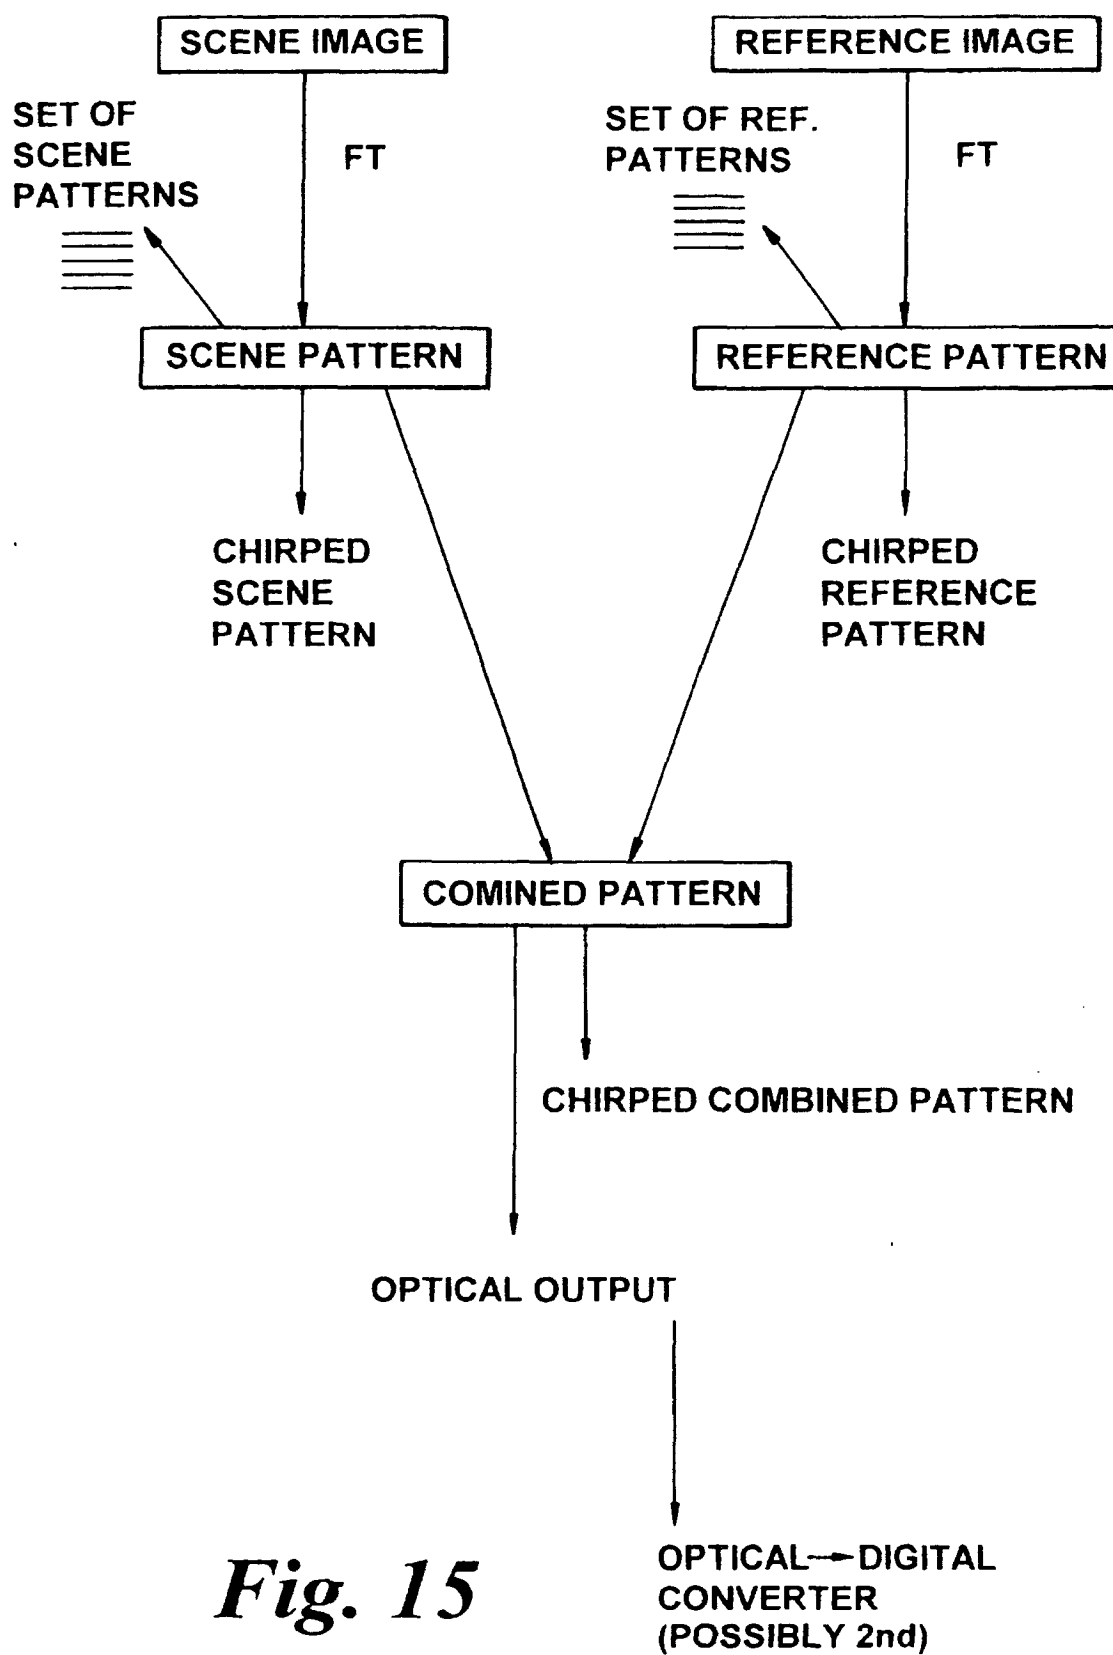 SCENE IMAGE
REFERENCE IMAGE
SET OF
SCENE
PATTERNS
FT
SET OF REF.
PATTERNS
FT
SCENE PATTERN
REFERENCE PATTERN
CHIRPED
SCENE
PATTERN
CHIRPED
REFERENCE
PATTERN
COMINED PATTERN
CHIRPED COMBINED PATTERN
OPTICAL OUTPUT
OPTICAL→DIGITAL
CONVERTER
(POSSIBLY 2nd)
Fig. 15